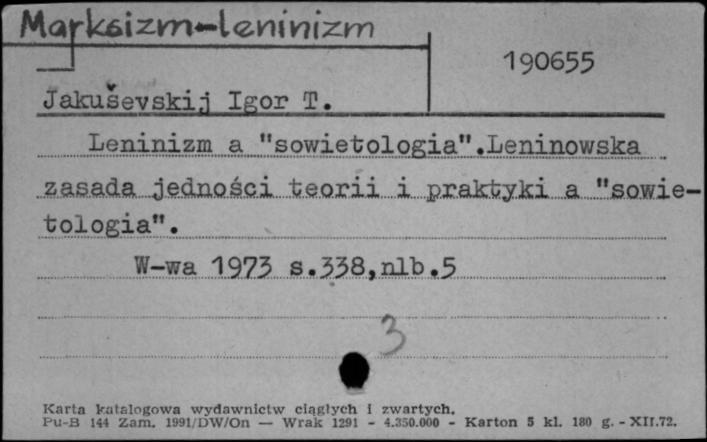 Marksizm-leninizm
190655
Jakuševskij Igor T.
Leninizm a "sowietologia".Leninowska
zasada jedności teorii i praktyki a "sowie-
tologia".
W-wa 1973 s.338,nlb.5
3
Karta katalogowa wydawnictw ciągłych i zwartych.
Pu-B 144 Zam. 1991/DW/On — Wrak 1291 - 4.350.000 - Karton 5 kl. 180 g. - XII.72.